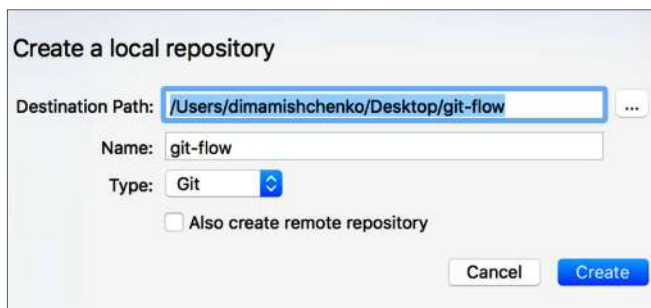 Create a local repository
Destination Path: /Users/dimamishchenko/Desktop/git-flow ...
Name: git-flow
Type: Git
Also create remote repository
Cancel Create